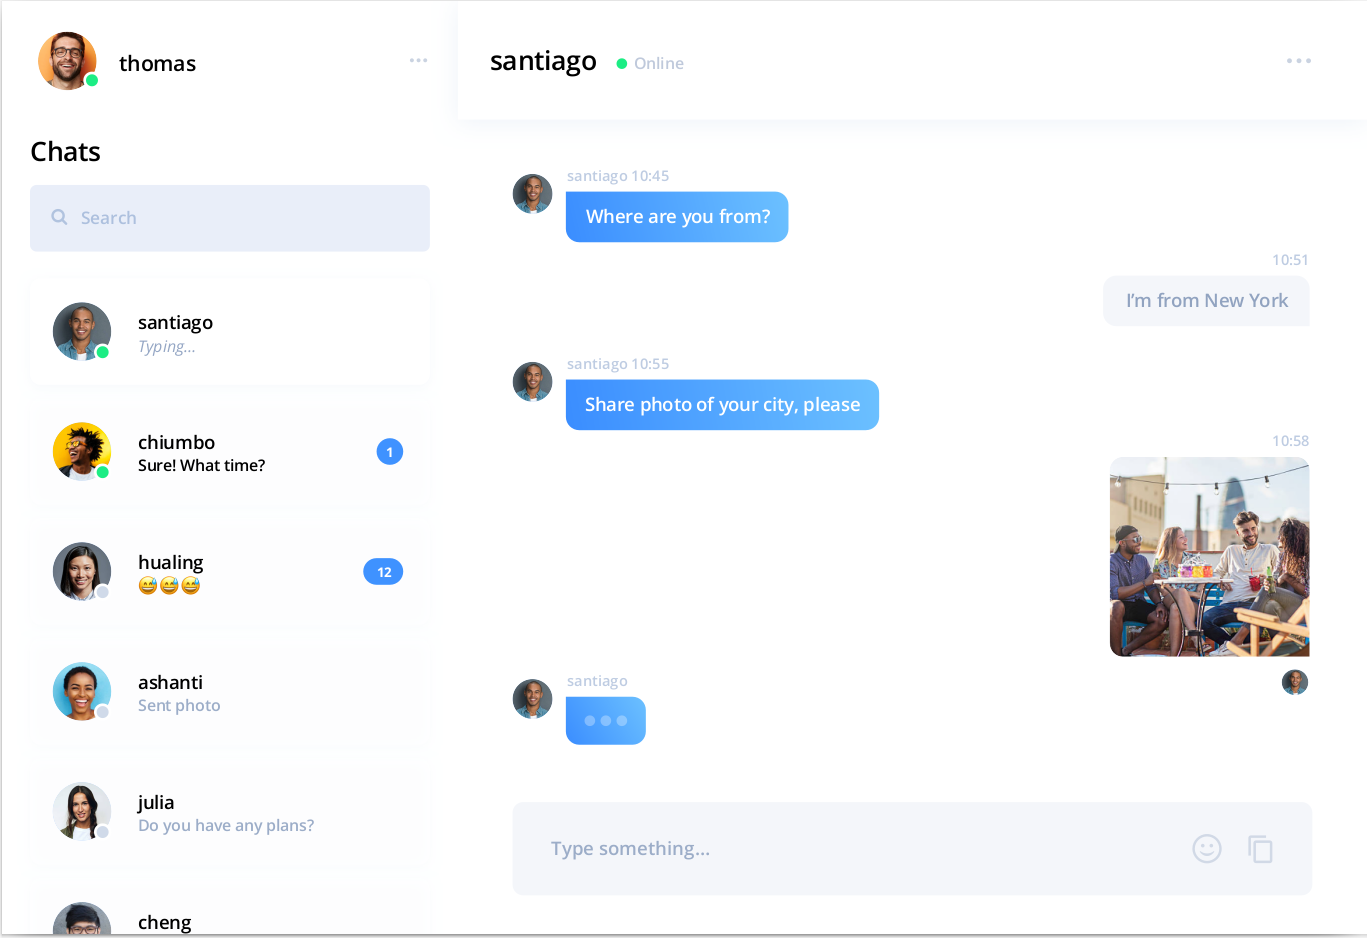 thomas
Chats
Search
santiago
Typing...
chiumbo
Sure! What time?
1
hualing
😅😅😅
12
ashanti
Sent photo
julia
Do you have any plans?
cheng
santiago
Online
santiago 10:45
Where are you from?
10:51
I’m from New York
santiago 10:55
Share photo of your city, please
10:58
santiago
Type something...